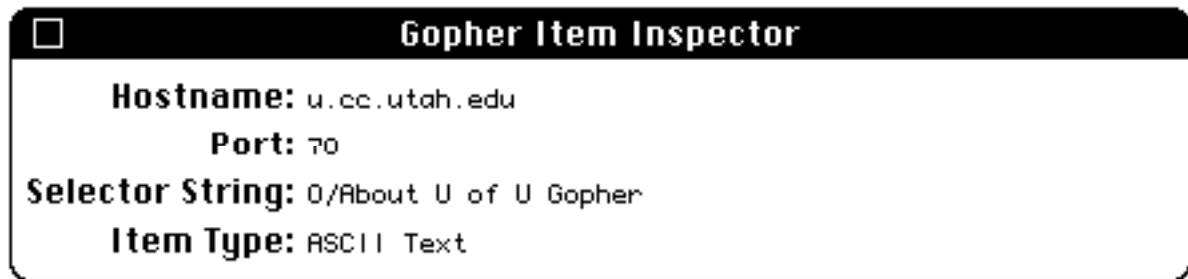 Gopher Item Inspector
Hostname: u.cc.utah.edu
Port: 70
Selector String: 0/About U of U Gopher
Item Type: ASCII Text